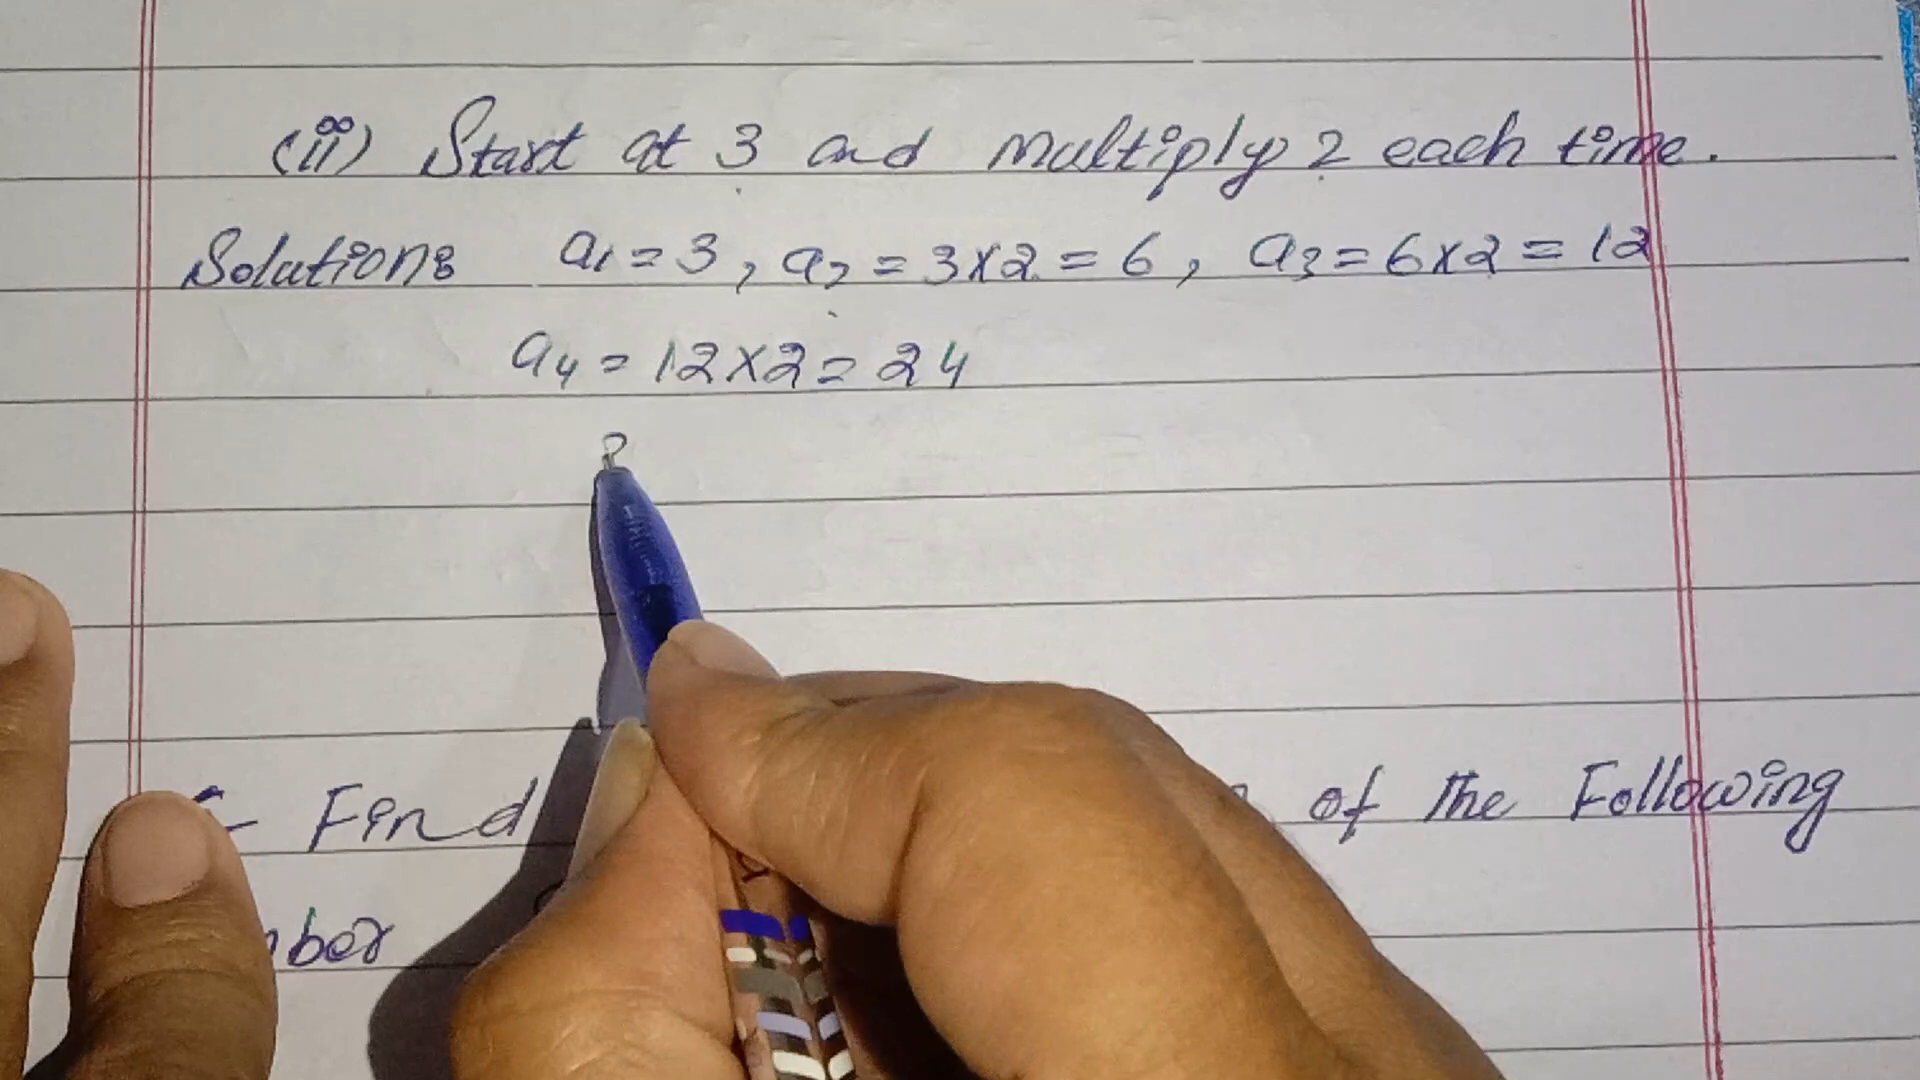 (ii) Start at 3 and multiply 2 each time.
Solution: a1 = 3, a2 = 3x2 = 6, a3 = 6x2 = 12
a4 = 12x2 = 24
Find of the Following